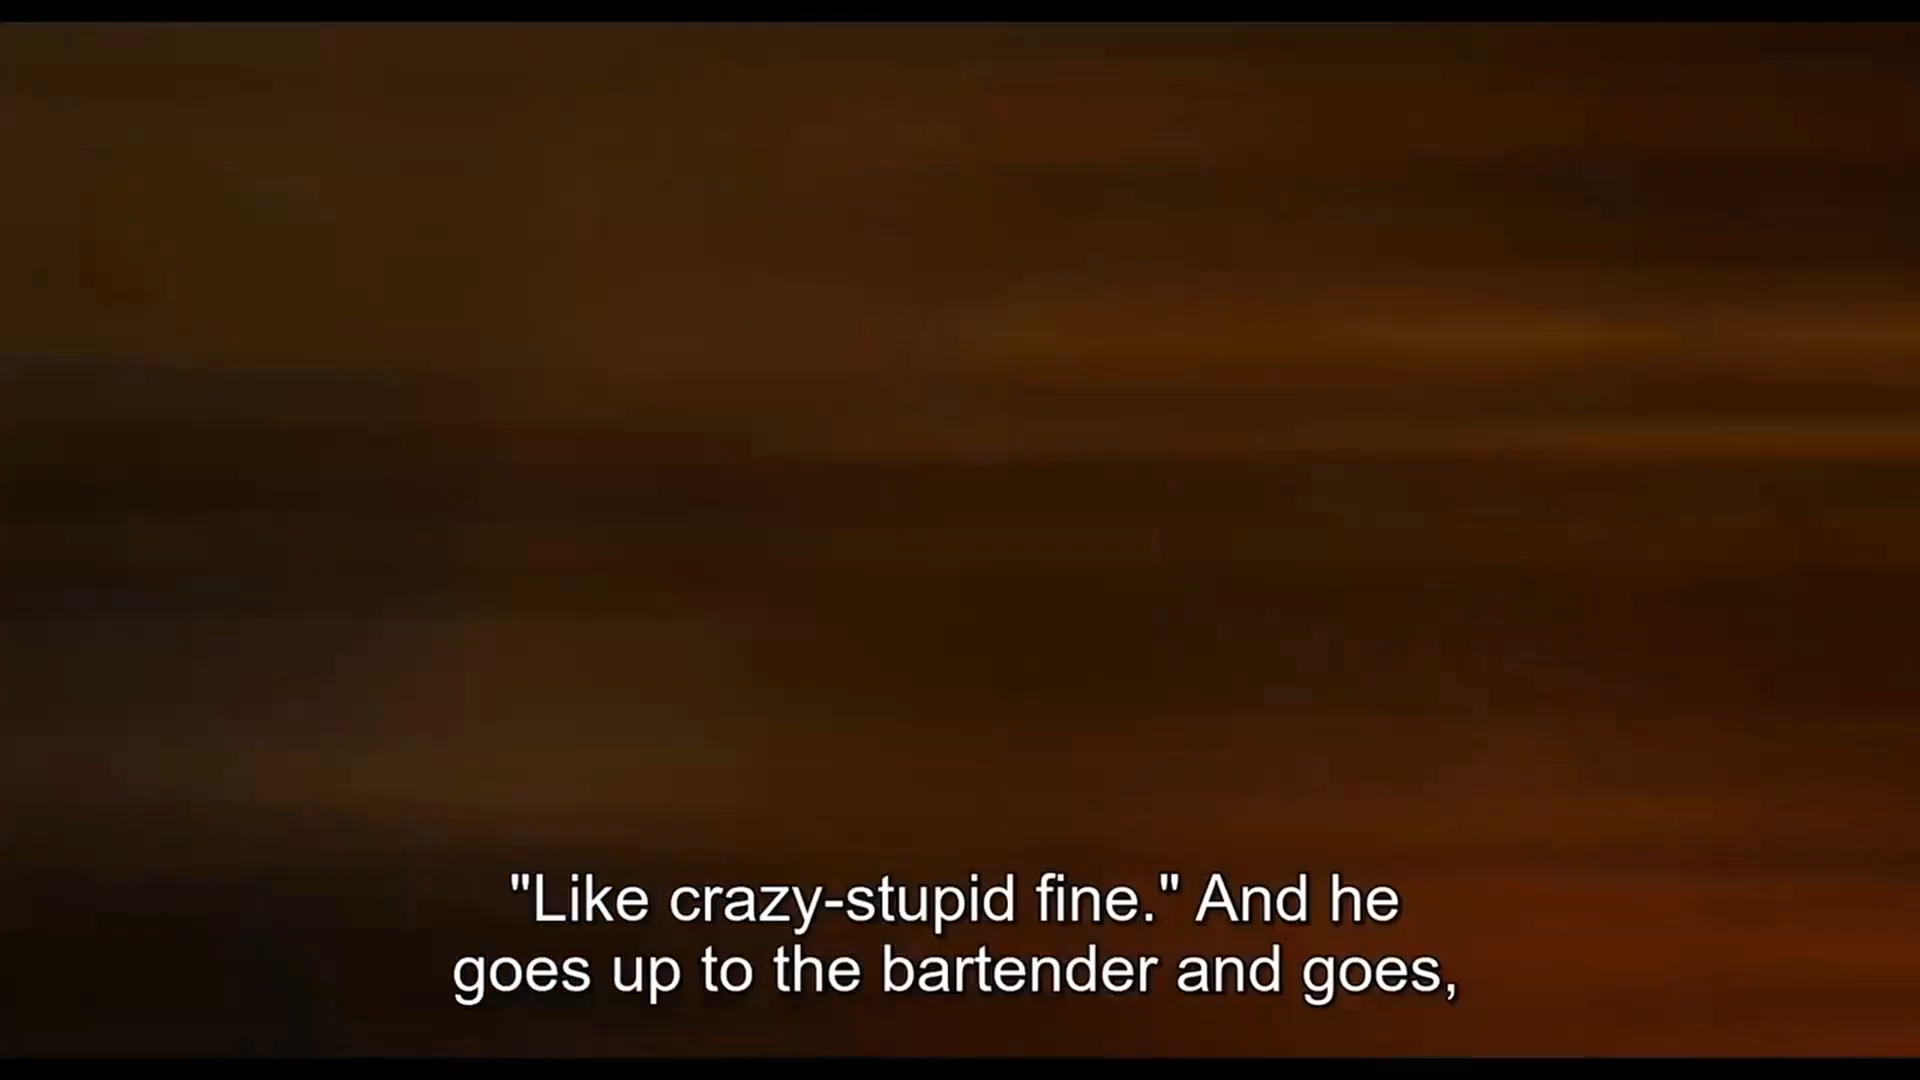 "Like crazy-stupid fine." And he
goes up to the bartender and goes,